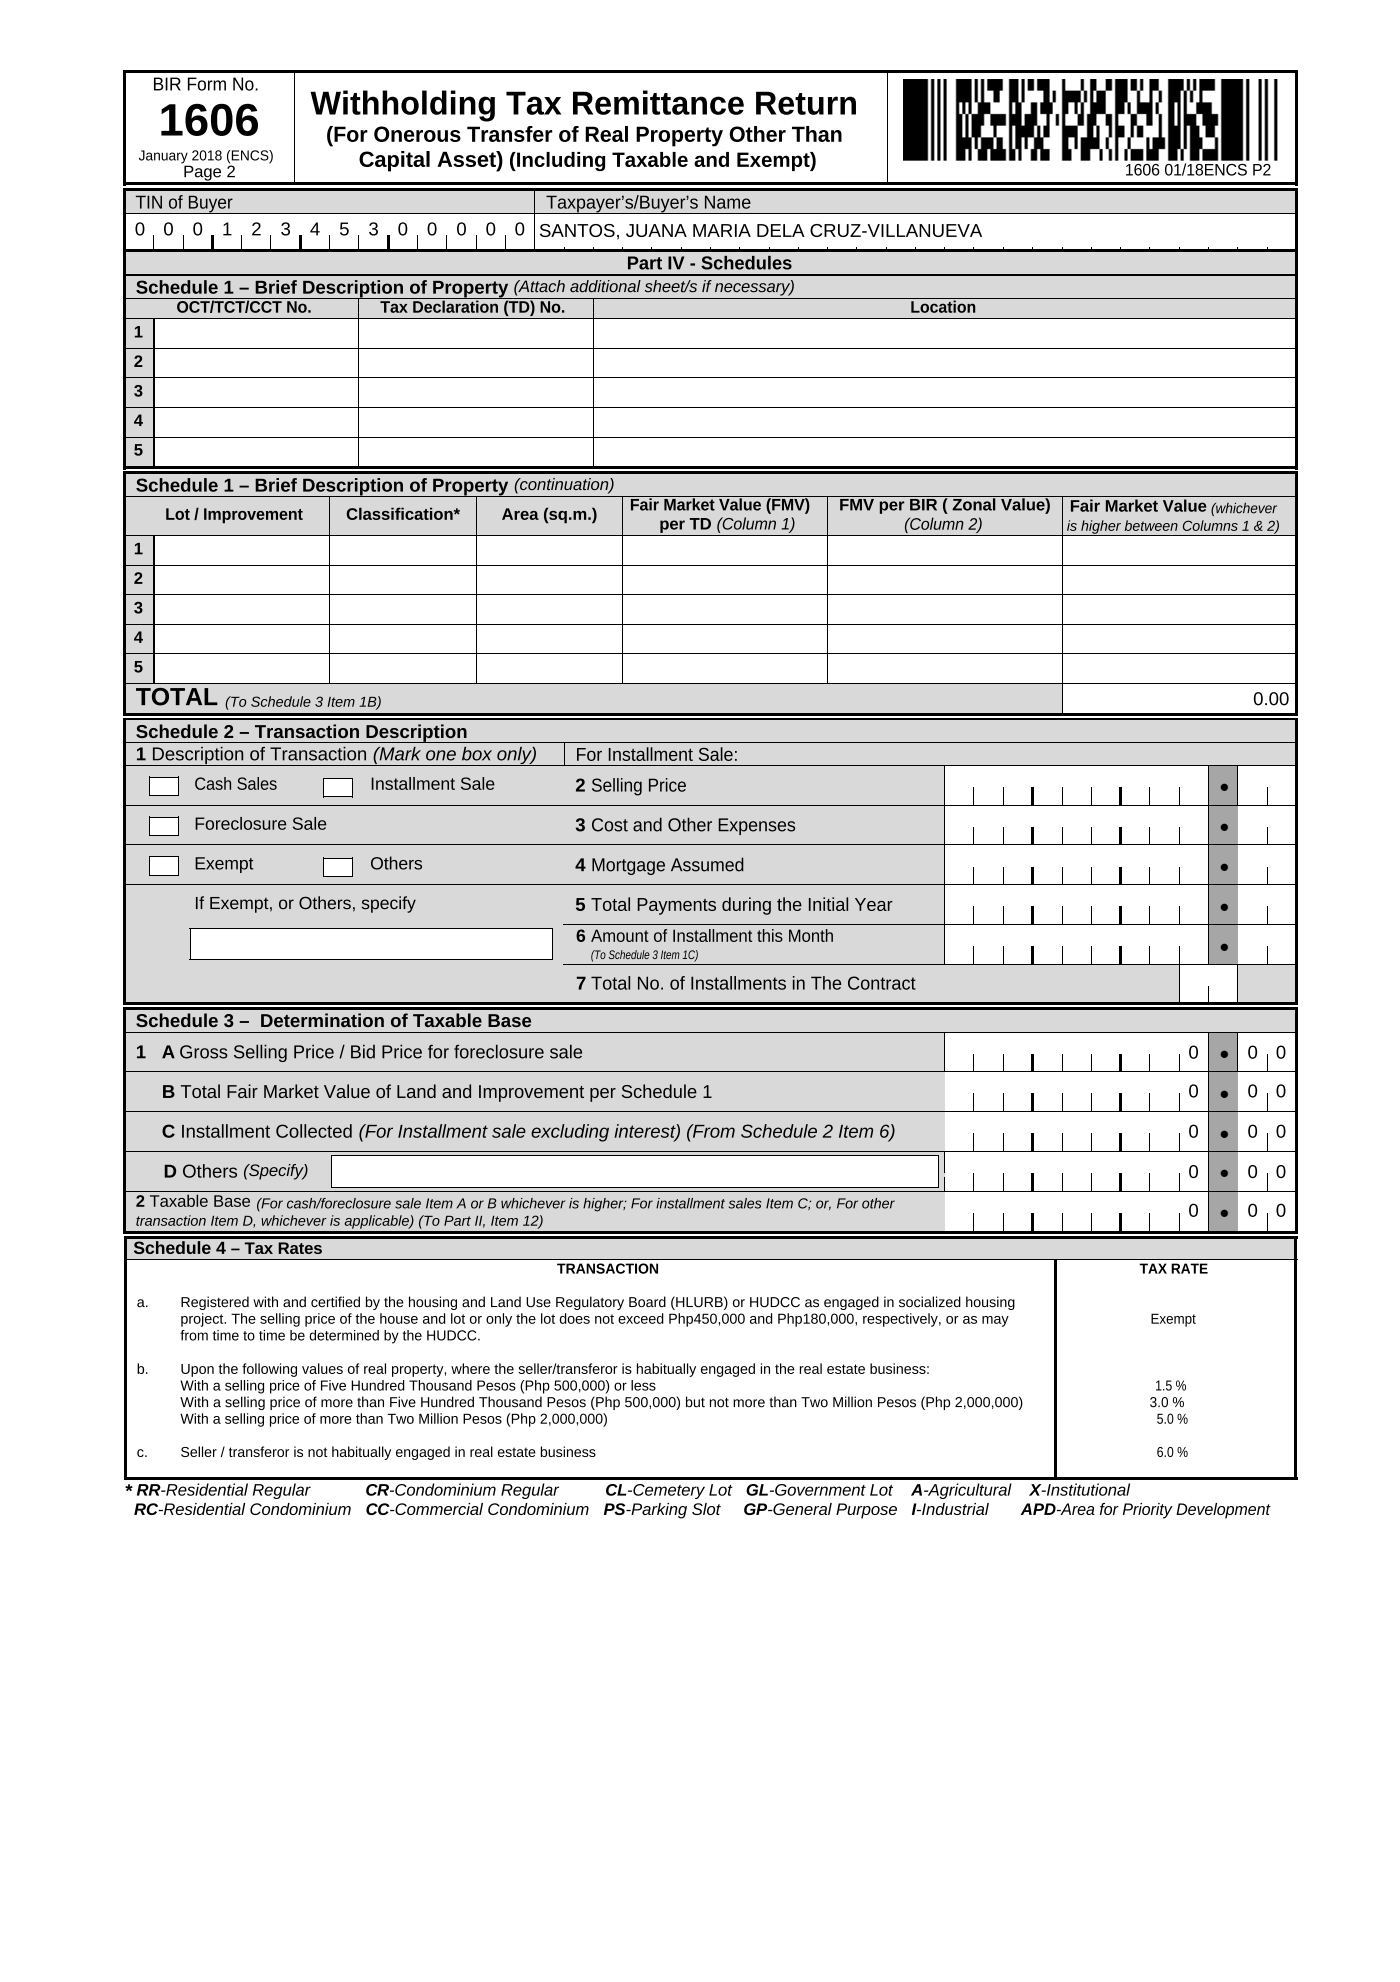 BIR Form No.
1606
January 2018 (ENCS)
Page 2
Withholding Tax Remittance Return
(For Onerous Transfer of Real Property Other Than
Capital Asset) (Including Taxable and Exempt)
1606 01/18ENCS P2
TIN of Buyer
Taxpayer’s/Buyer’s Name
0 0 0 1 2 3 4 5 3 0 0 0 0 0
SANTOS, JUANA MARIA DELA CRUZ-VILLANUEVA
Part IV - Schedules
Schedule 1 – Brief Description of Property (Attach additional sheet/s if necessary)
OCT/TCT/CCT No. Tax Declaration (TD) No. Location
1
2
3
4
5
Schedule 1 – Brief Description of Property (continuation)
Lot / Improvement
Classification*
Area (sq.m.)
Fair Market Value (FMV)
per TD (Column 1)
FMV per BIR ( Zonal Value)
(Column 2)
Fair Market Value (whichever
is higher between Columns 1 & 2)
1
2
3
4
5
TOTAL (To Schedule 3 Item 1B) 0.00
Schedule 2 – Transaction Description
1 Description of Transaction (Mark one box only)
For Installment Sale:
Cash Sales
Installment Sale
2 Selling Price
Foreclosure Sale
3 Cost and Other Expenses
Exempt
Others
4 Mortgage Assumed
If Exempt, or Others, specify
5 Total Payments during the Initial Year
6 Amount of Installment this Month
(To Schedule 3 Item 1C)
7 Total No. of Installments in The Contract
Schedule 3 – Determination of Taxable Base
1 A Gross Selling Price / Bid Price for foreclosure sale 0 ● 0 0
B Total Fair Market Value of Land and Improvement per Schedule 1 0 ● 0 0
C Installment Collected (For Installment sale excluding interest) (From Schedule 2 Item 6) 0 ● 0 0
D Others (Specify) 0 ● 0 0
2 Taxable Base (For cash/foreclosure sale Item A or B whichever is higher; For installment sales Item C; or, For other
transaction Item D, whichever is applicable) (To Part II, Item 12) 0 ● 0 0
Schedule 4 – Tax Rates
TRANSACTION TAX RATE
a. Registered with and certified by the housing and Land Use Regulatory Board (HLURB) or HUDCC as engaged in socialized housing
project. The selling price of the house and lot or only the lot does not exceed Php450,000 and Php180,000, respectively, or as may Exempt
from time to time be determined by the HUDCC.
b. Upon the following values of real property, where the seller/transferor is habitually engaged in the real estate business:
With a selling price of Five Hundred Thousand Pesos (Php 500,000) or less 1.5 %
With a selling price of more than Five Hundred Thousand Pesos (Php 500,000) but not more than Two Million Pesos (Php 2,000,000) 3.0 %
With a selling price of more than Two Million Pesos (Php 2,000,000) 5.0 %
c. Seller / transferor is not habitually engaged in real estate business 6.0 %
* RR-Residential Regular CR-Condominium Regular CL-Cemetery Lot GL-Government Lot A-Agricultural X-Institutional
RC-Residential Condominium CC-Commercial Condominium PS-Parking Slot GP-General Purpose I-Industrial APD-Area for Priority Development